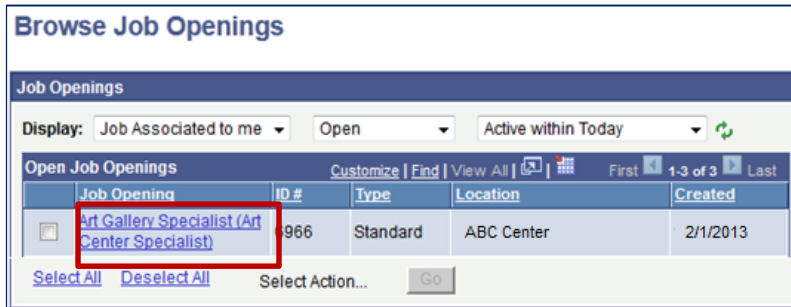 Browse Job Openings
Job Openings
Display: Job Associated to me Open Active within Today
Open Job Openings Customize | Find | View All | | First 1-3 of 3 Last
Job Opening ID # Type Location Created
Art Gallery Specialist (Art
Center Specialist) 6966 Standard ABC Center 2/1/2013
Select All Deselect All Select Action... Go